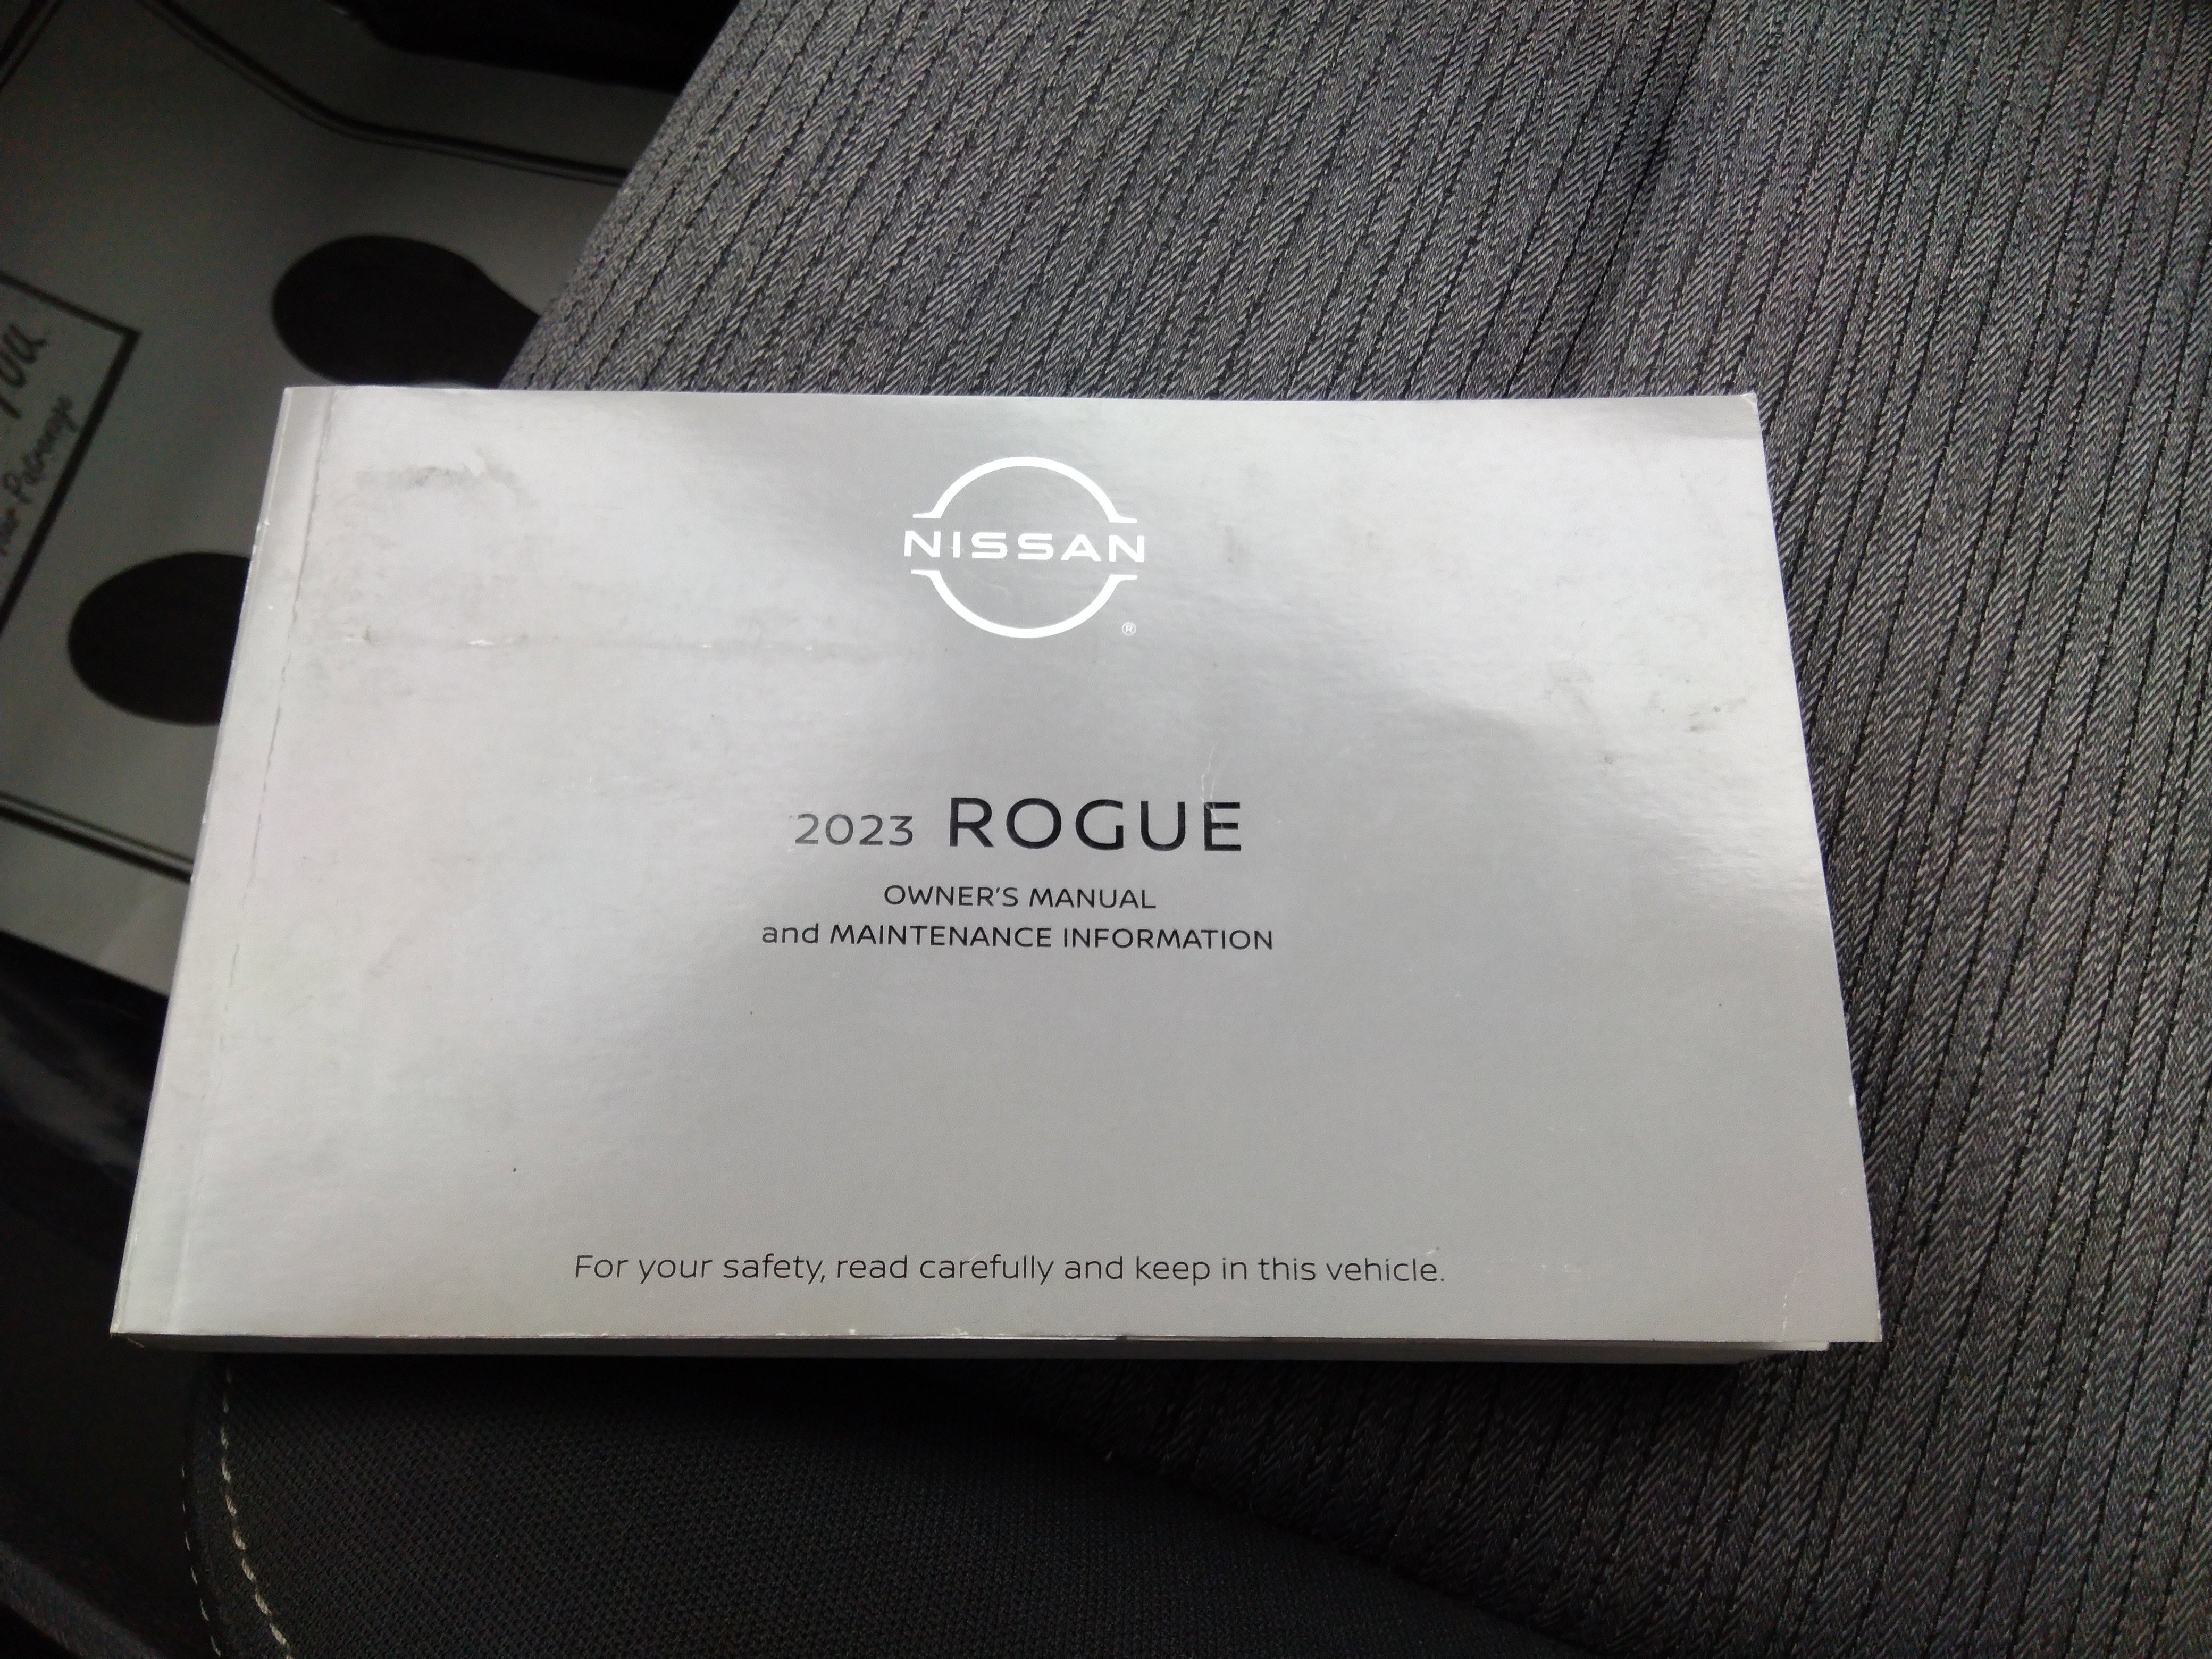 NISSAN
®
2023 ROGUE
OWNER'S MANUAL
and MAINTENANCE INFORMATION
For your safety, read carefully and keep in this vehicle.